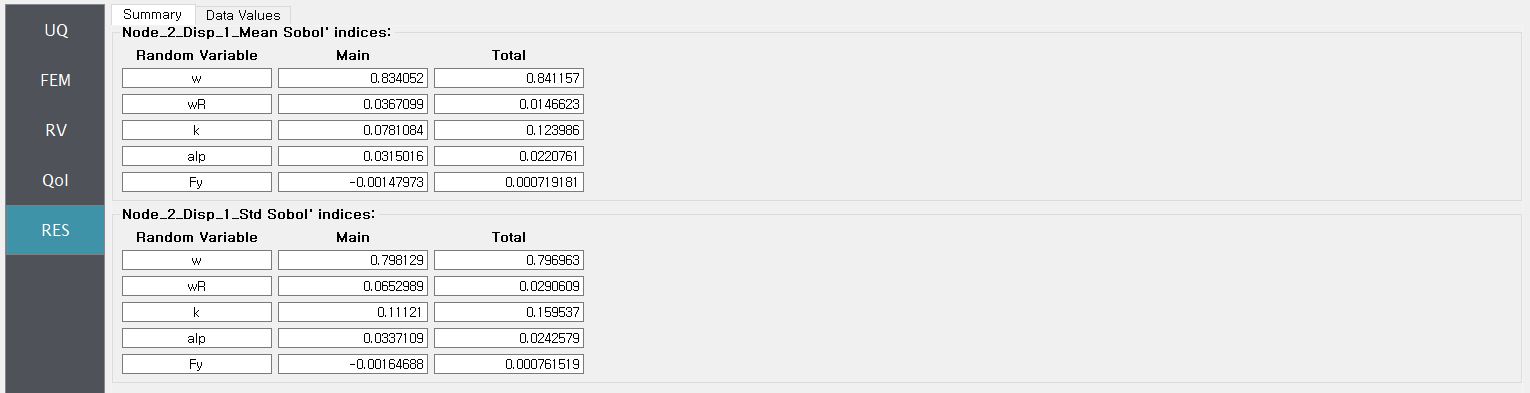 UQ
FEM
RV
QoI
RES
Summary Data Values
Node_2_Disp_1_Mean Sobol' indices:
Random Variable Main Total
w 0.834052 0.841157
wR 0.0367099 0.0146623
k 0.0781084 0.123986
alp 0.0315016 0.0220761
Fy -0.00147973 0.000719181
Node_2_Disp_1_Std Sobol' indices:
Random Variable Main Total
w 0.798129 0.796963
wR 0.0652989 0.0290609
k 0.11121 0.159537
alp 0.0337109 0.0242579
Fy -0.00164688 0.000761519